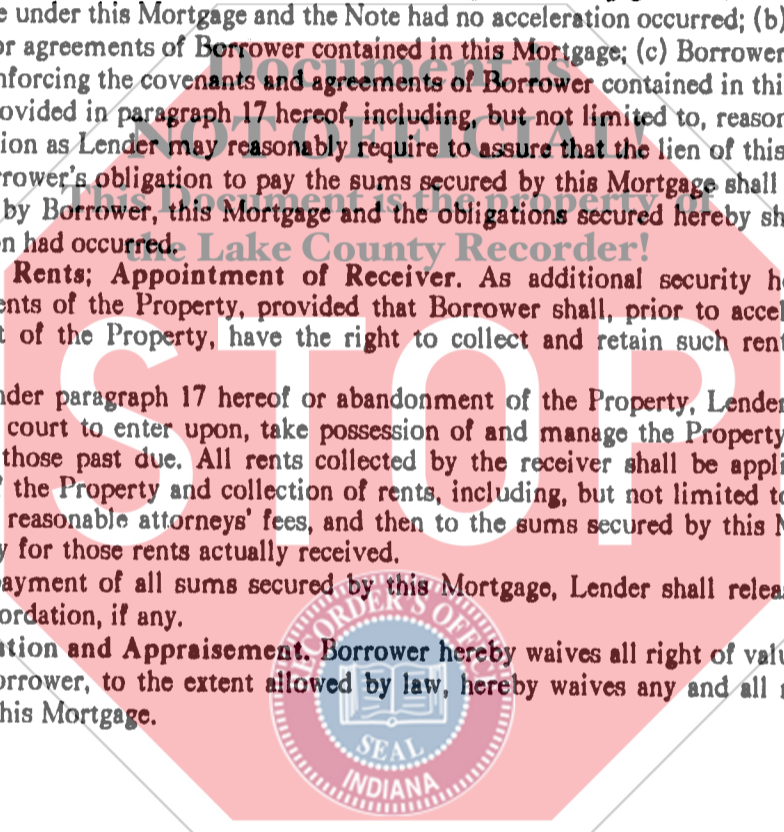 e under this Mortgage and the Note had no acceleration occurred; (b)
or agreements of Borrower contained in this Mortgage; (c) Borrower
nforcing the covenants and agreements of Borrower contained in thi
ovided in paragraph 17 hereof, including, but not limited to, reason
ion as Lender may reasonably require to assure that the lien of this
rrower's obligation to pay the sums secured by this Mortgage shall
by Borrower, this Mortgage and the obligations secured hereby sh
n had occurred.
Document is
NOT OFFICIAL!
This Document is the property of
the Lake County Recorder!
Rents; Appointment of Receiver. As additional security h
ents of the Property, provided that Borrower shall, prior to accel
t of the Property, have the right to collect and retain such rent
STOP
nder paragraph 17 hereof or abandonment of the Property, Lender
court to enter upon, take possession of and manage the Property
those past due. All rents collected by the receiver shall be appli
f the Property and collection of rents, including, but not limited t
reasonable attorneys' fees, and then to the sums secured by this M
y for those rents actually received.
ayment of all sums secured by this Mortgage, Lender shall relea
ordation, if any.
ation and Appraisement. Borrower hereby waives all right of valu
orrower, to the extent allowed by law, hereby waives any and all
his Mortgage.
RECORDER'S OFFICE
SEAL
INDIANA